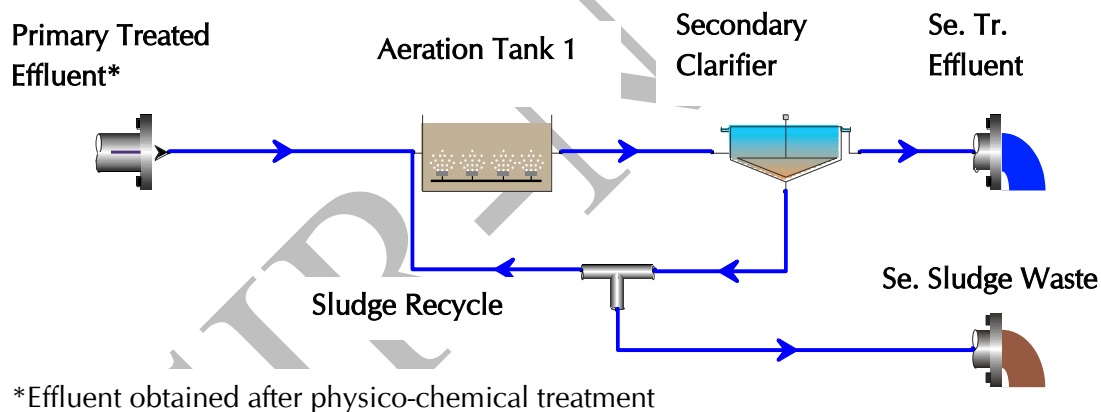 Primary Treated
Effluent*
Aeration Tank 1
Secondary
Clarifier
Se. Tr.
Effluent
Sludge Recycle
Se. Sludge Waste
*Effluent obtained after physico-chemical treatment